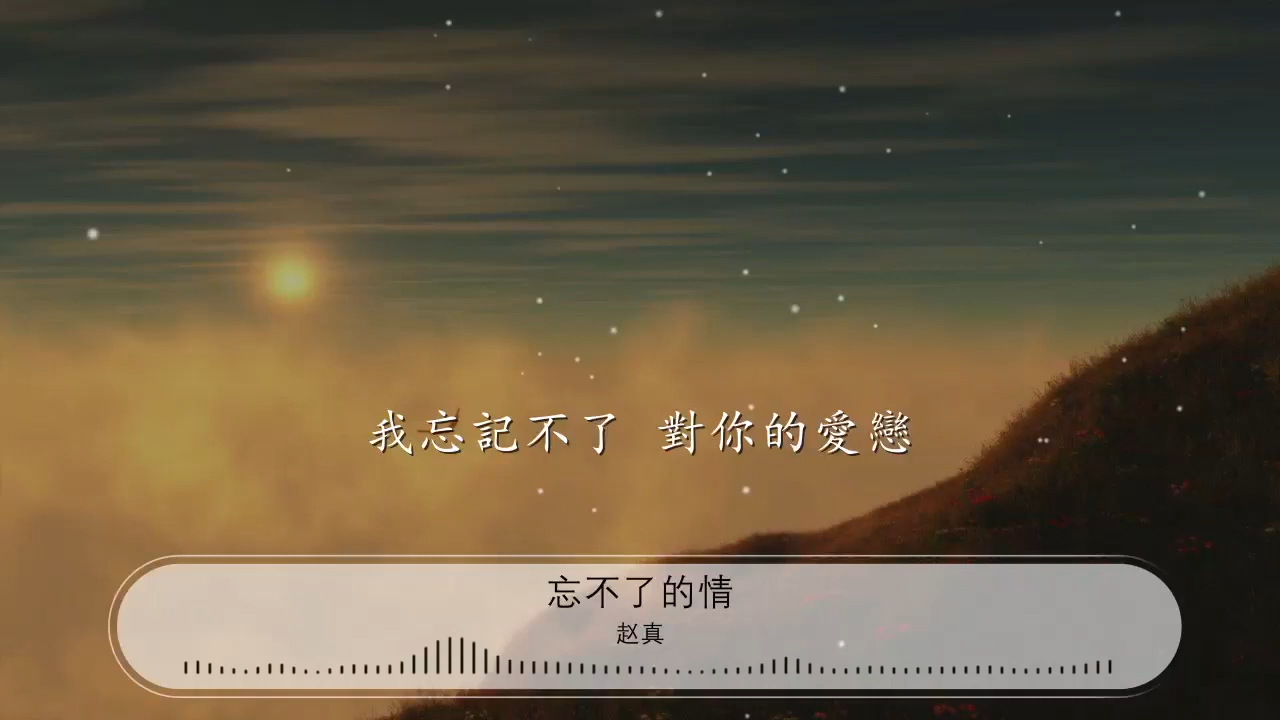 我忘記不了 對你的愛戀
忘不了的情
赵真